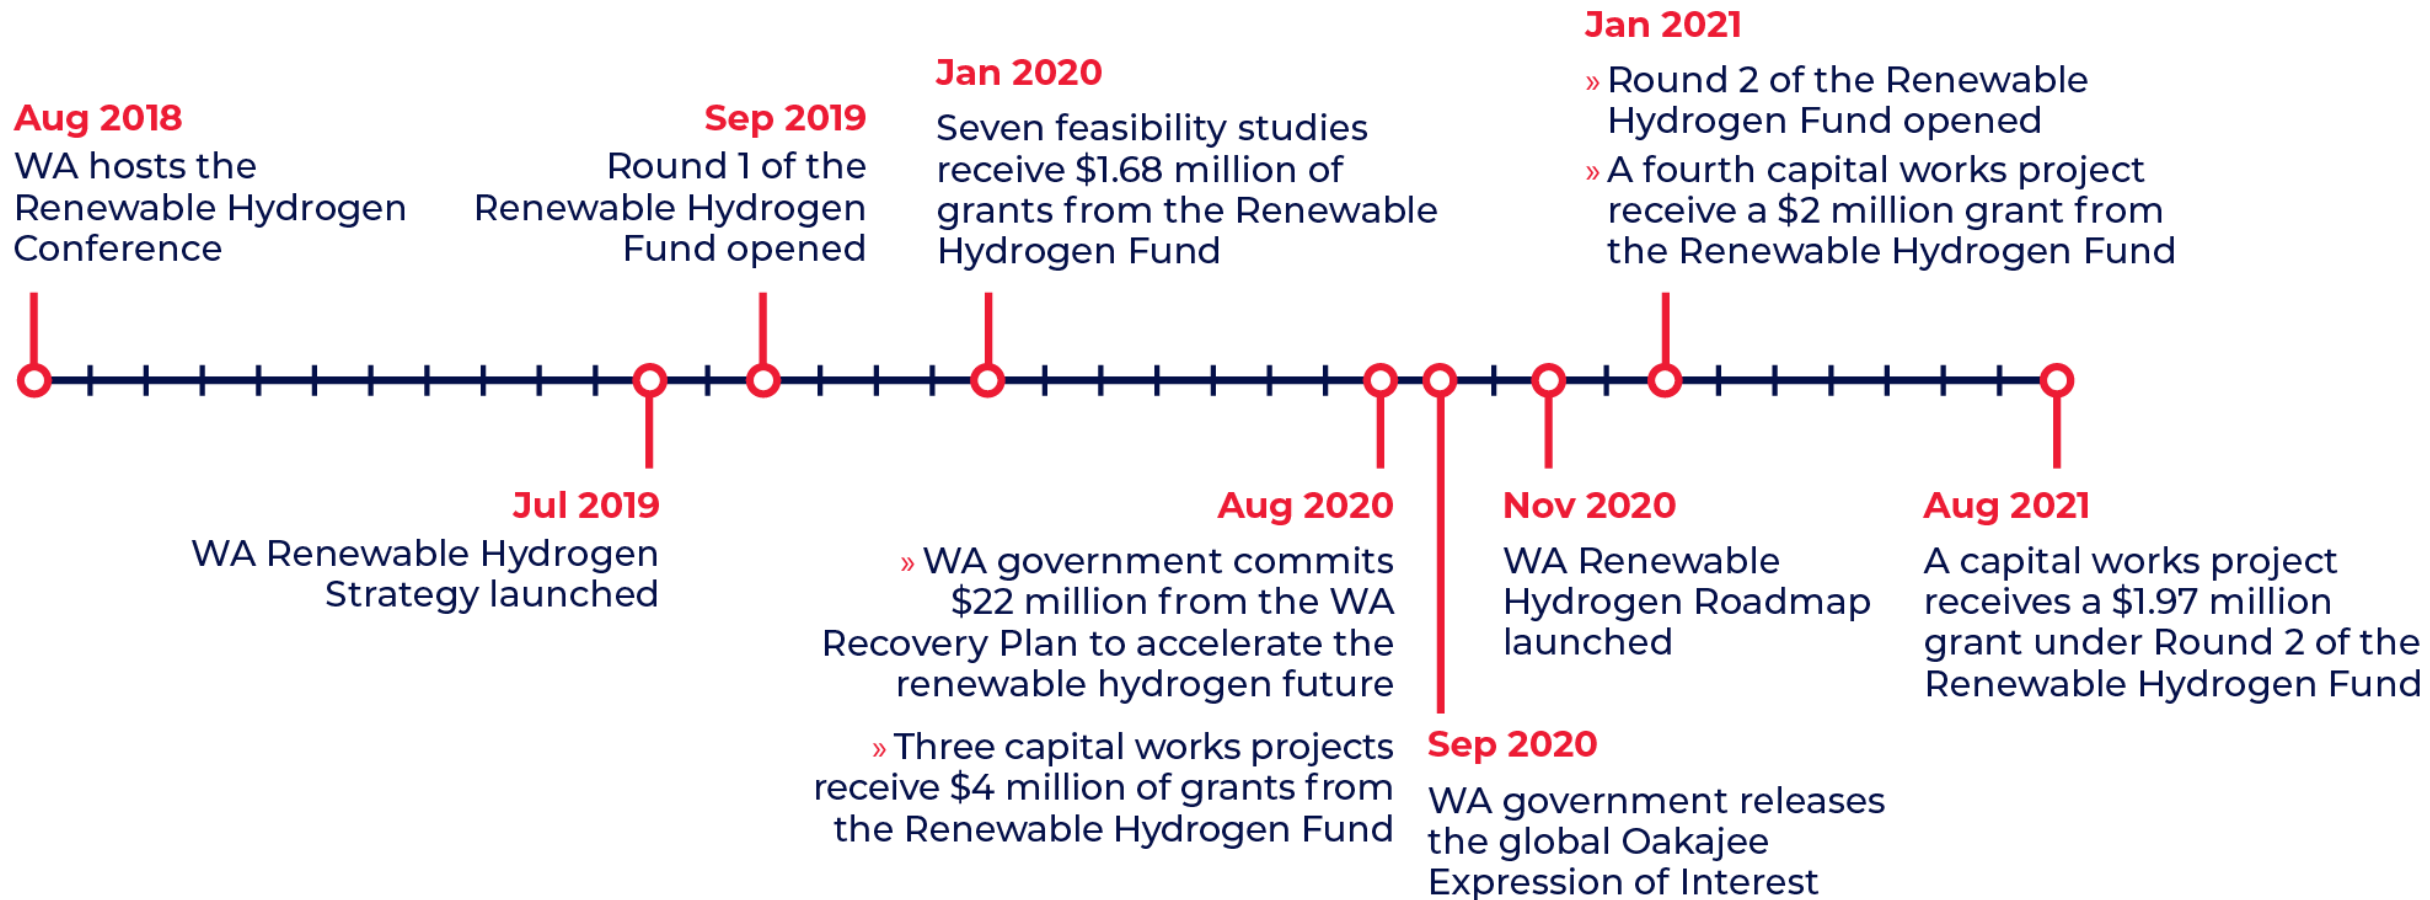 Aug 2018
WA hosts the
Renewable Hydrogen
Conference
Sep 2019
Round 1 of the
Renewable Hydrogen
Fund opened
Jan 2020
Seven feasibility studies
receive $1.68 million of
grants from the Renewable
Hydrogen Fund
Jan 2021
» Round 2 of the Renewable
Hydrogen Fund opened
» A fourth capital works project
receive a $2 million grant from
the Renewable Hydrogen Fund
Jul 2019
WA Renewable Hydrogen
Strategy launched
Aug 2020
» WA government commits
$22 million from the WA
Recovery Plan to accelerate the
renewable hydrogen future
» Three capital works projects
receive $4 million of grants from
the Renewable Hydrogen Fund
Sep 2020
WA government releases
the global Oakajee
Expression of Interest
Nov 2020
WA Renewable
Hydrogen Roadmap
launched
Aug 2021
A capital works project
receives a $1.97 million
grant under Round 2 of the
Renewable Hydrogen Fund